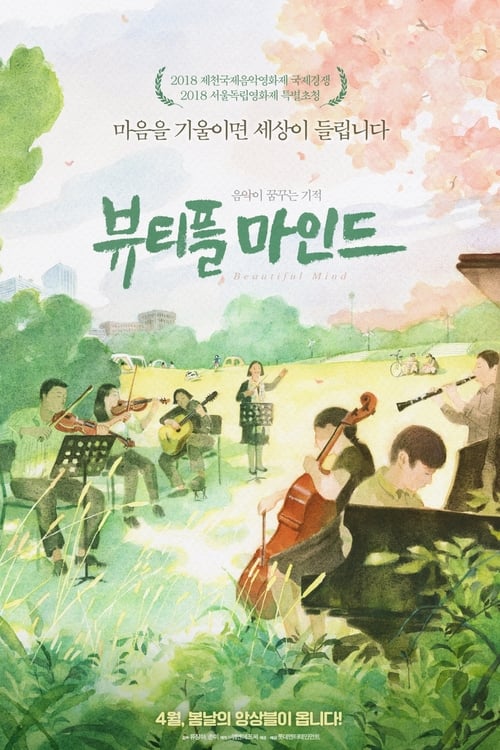 2018 제천국제음악영화제 국제경쟁
2018 서울독립영화제 특별초청
마음을 기울이면 세상이 들립니다
음악이 꿈꾸는 기적
뷰티플 마인드
Beautiful Mind
4월, 봄날의 앙상블이 옵니다!